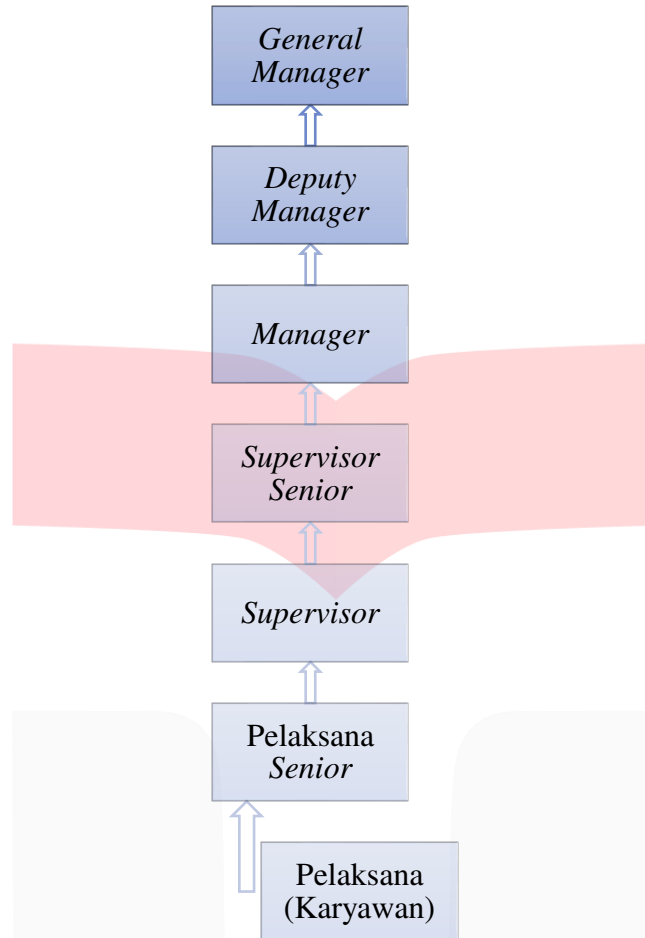 General
Manager
Deputy
Manager
Manager
Supervisor
Senior
Supervisor
Pelaksana
Senior
Pelaksana
(Karyawan)